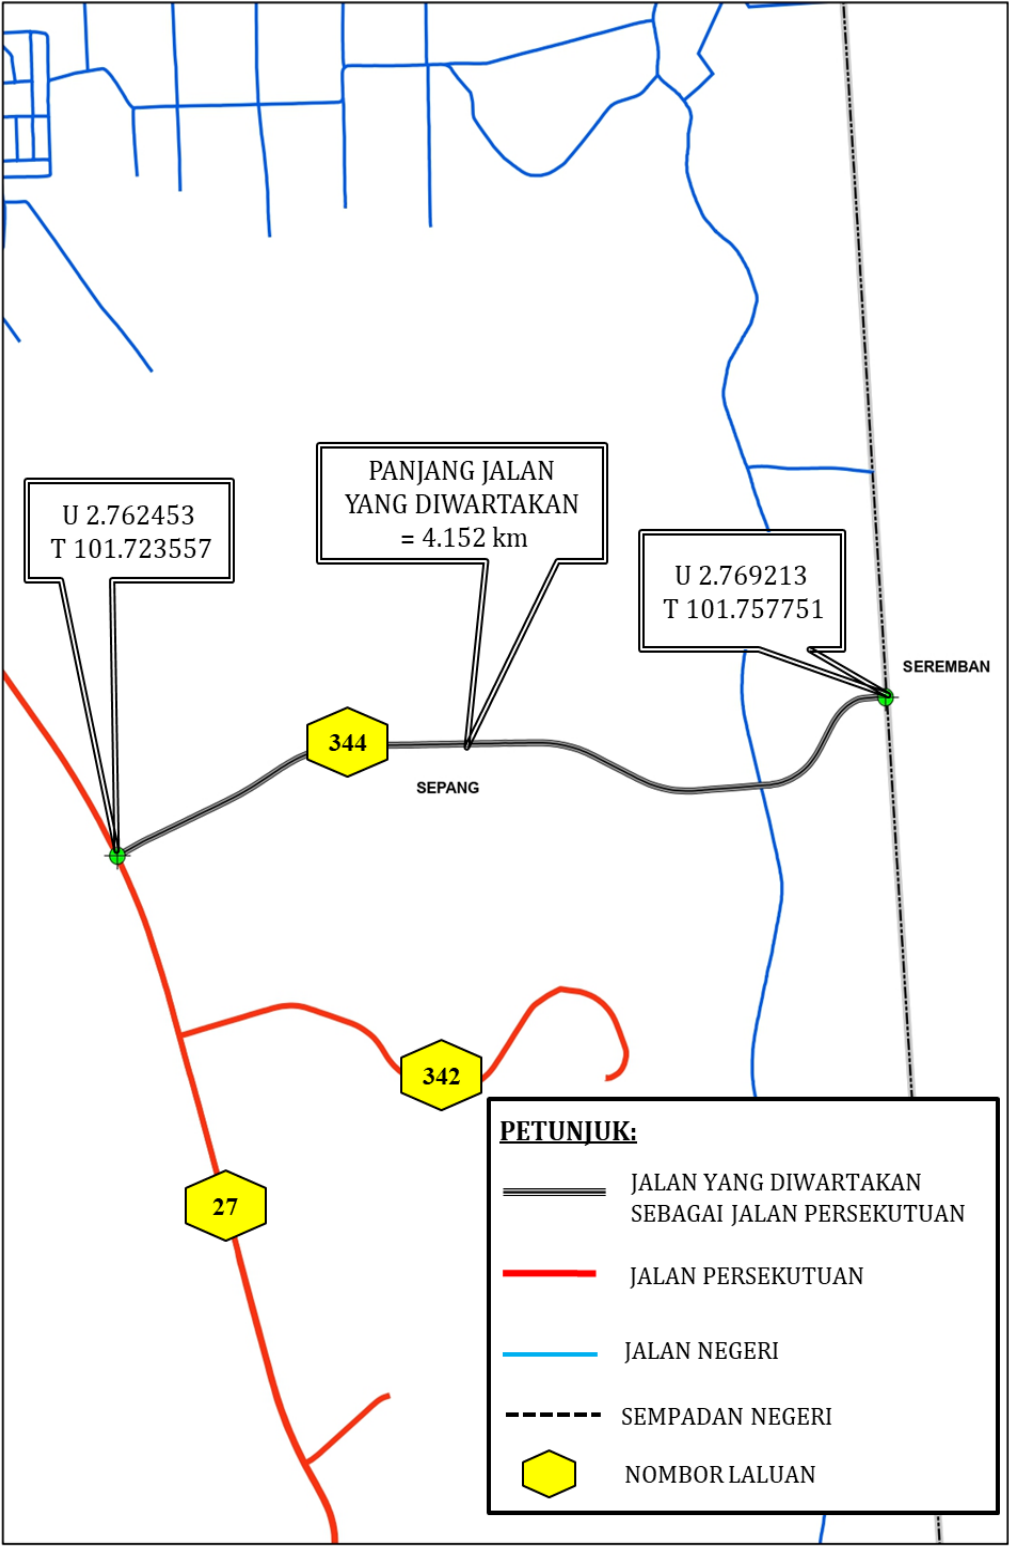 PANJANG JALAN
YANG DIWARTAKAN
= 4.152 km
U 2.762453
T 101.723557
U 2.769213
T 101.757751
SEREMBAN
344
SEPANG
342
27
PETUNJUK:
JALAN YANG DIWARTAKAN
SEBAGAI JALAN PERSEKUTUAN
JALAN PERSEKUTUAN
JALAN NEGERI
SEMPADAN NEGERI
NOMBOR LALUAN